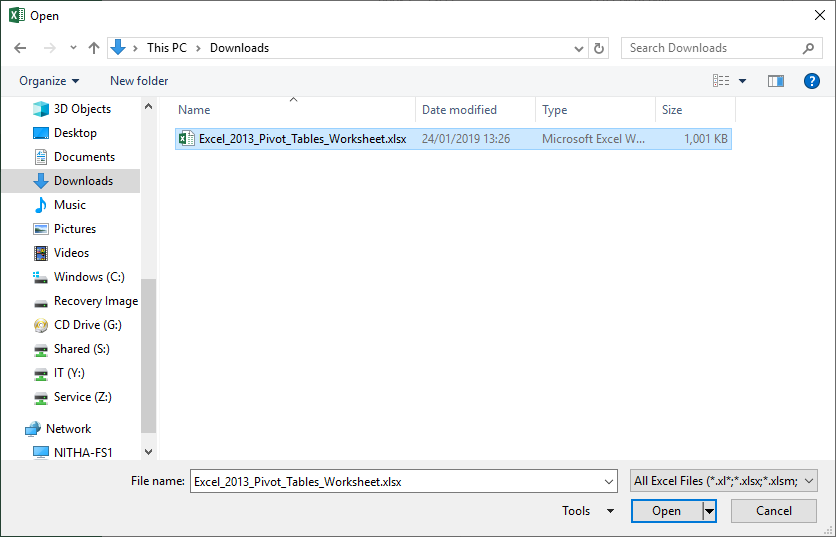 Open
This PC > Downloads
Search Downloads
Organize
New folder
?
Name Date modified Type Size
Excel_2013_Pivot_Tables_Worksheet.xlsx 24/01/2019 13:26 Microsoft Excel W... 1,001 KB
3D Objects
Desktop
Documents
Downloads
Music
Pictures
Videos
Windows (C:)
Recovery Image
CD Drive (G:)
Shared (S:)
IT (Y:)
Service (Z:)
Network
NITHA-FS1
File name: Excel_2013_Pivot_Tables_Worksheet.xlsx All Excel Files (*.xl*;*.xlsx;*.xlsm;
Tools Open Cancel